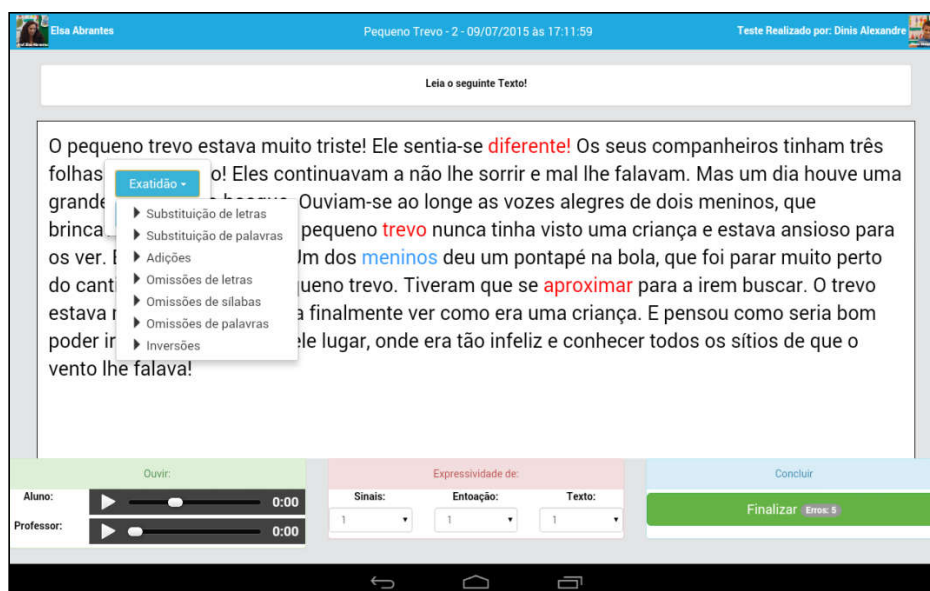 Elsa Abrantes
Pequeno Trevo - 2 - 09/07/2015 às 17:11:59
Teste Realizado por: Dinis Alexandre
Leia o seguinte Texto!
O pequeno trevo estava muito triste! Ele sentia-se diferente! Os seus companheiros tinham três
folhas o! Eles continuavam a não lhe sorrir e mal lhe falavam. Mas um dia houve uma
grande Ouviam-se ao longe as vozes alegres de dois meninos, que
brinca pequeno trevo nunca tinha visto uma criança e estava ansioso para
os ver. Um dos meninos deu um pontapé na bola, que foi parar muito perto
do cant queno trevo. Tiveram que se aproximar para a irem buscar. O trevo
estava a finalmente ver como era uma criança. E pensou como seria bom
poder ir ele lugar, onde era tão infeliz e conhecer todos os sítios de que o
vento lhe falava!
Exatidão
Substituição de letras
Substituição de palavras
Adições
Omissões de letras
Omissões de sílabas
Omissões de palavras
Inversões
Ouvir:
Aluno:
0:00
Professor:
0:00
Expressividade de:
Sinais: Entoação: Texto:
1 1 1
Concluir
Finalizar Erros: 5